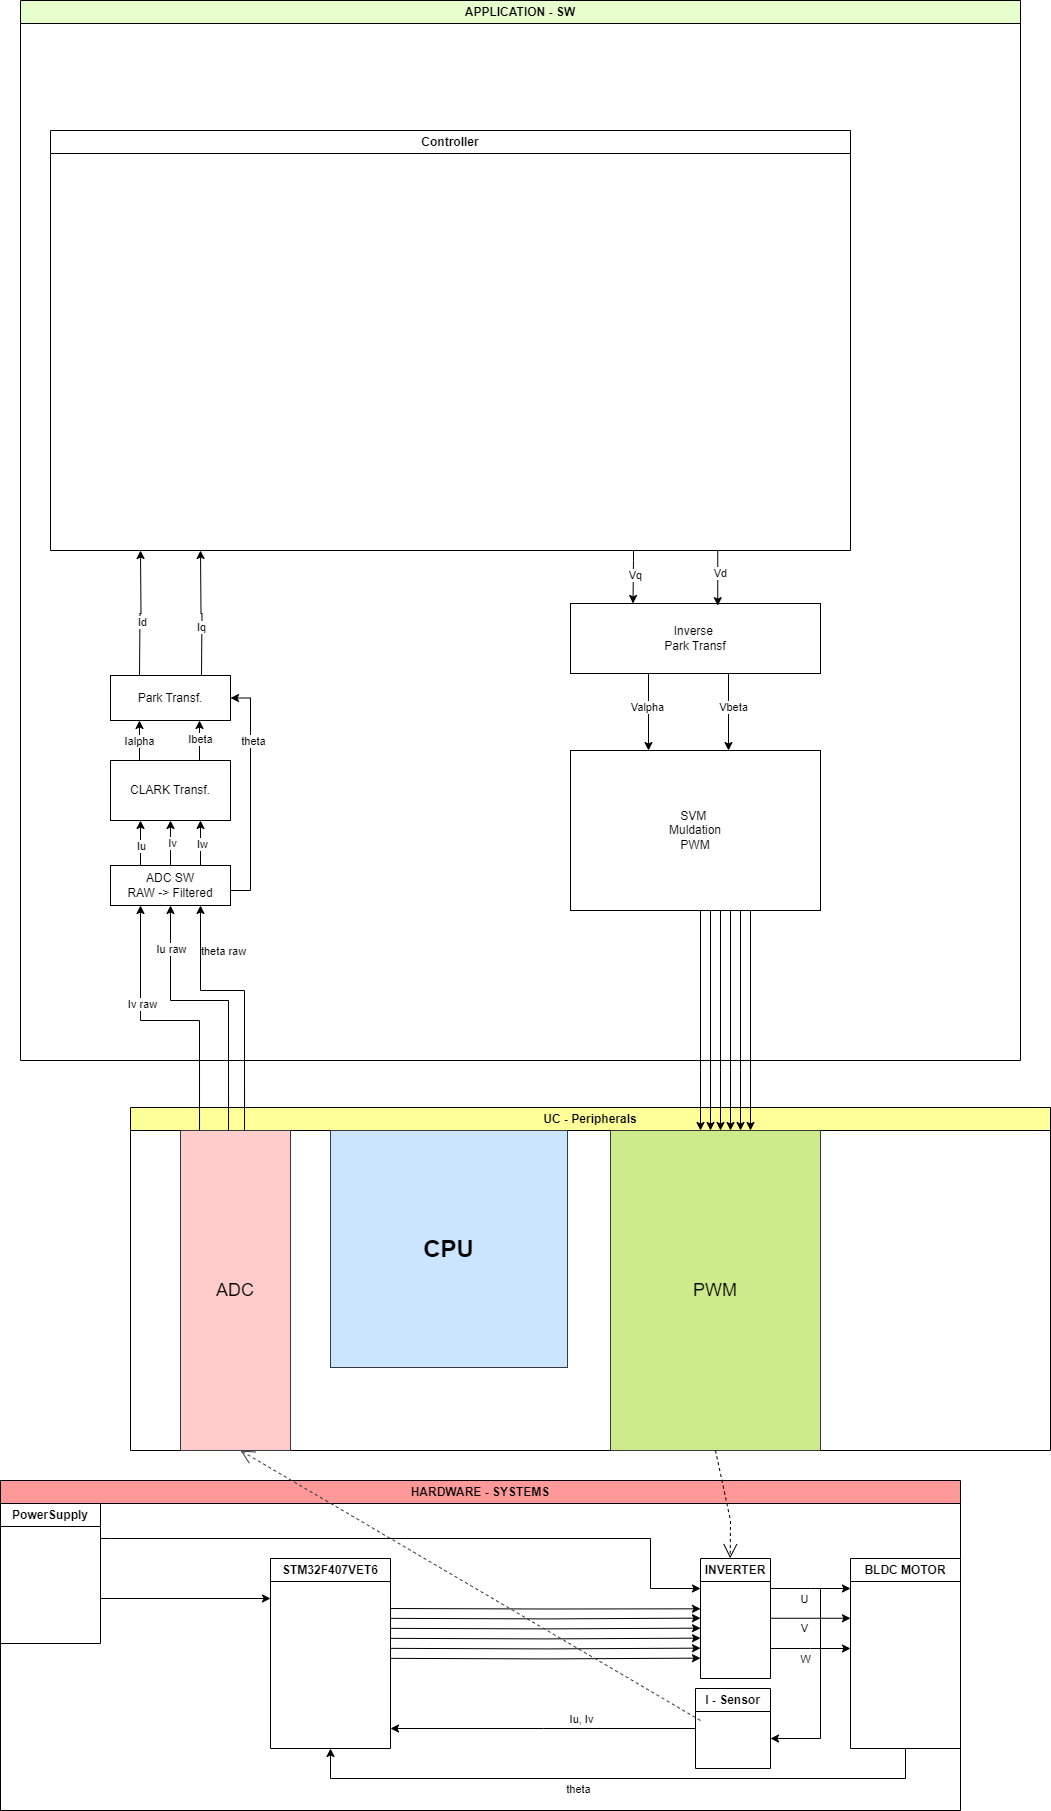 APPLICATION - SW
Controller
Vq
Vd
Id
Iq
Inverse
Park Transf
Park Transf.
Valpha
Vbeta
Ialpha
Ibeta
theta
CLARK Transf.
SVM
Muldation
PWM
Iu
Iv
Iw
ADC SW
RAW -> Filtered
Iu raw
theta raw
Iv raw
UC - Peripherals
ADC
CPU
PWM
HARDWARE - SYSTEMS
PowerSupply
STM32F407VET6
INVERTER
BLDC MOTOR
U
V
W
I - Sensor
Iu, Iv
theta